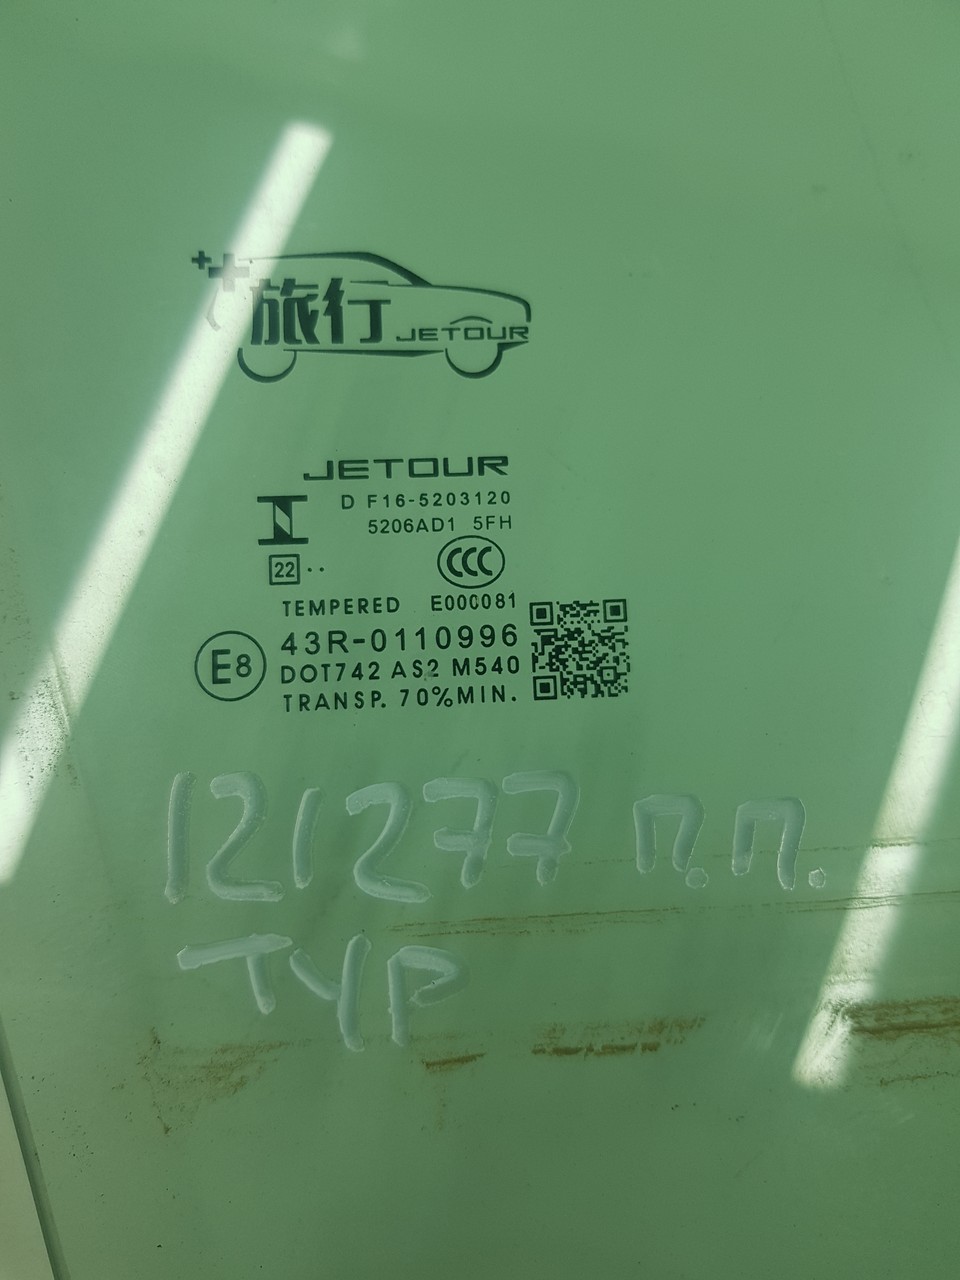 旅行 JETOUR
JETOUR
D F16-5203120
5206AD1 5FH
22 ..
CCC
TEMPERED E000081
E8
43R-0110996
DOT742 AS2 M540
TRANSP. 70%MIN.
121277 п.п.
ТУР